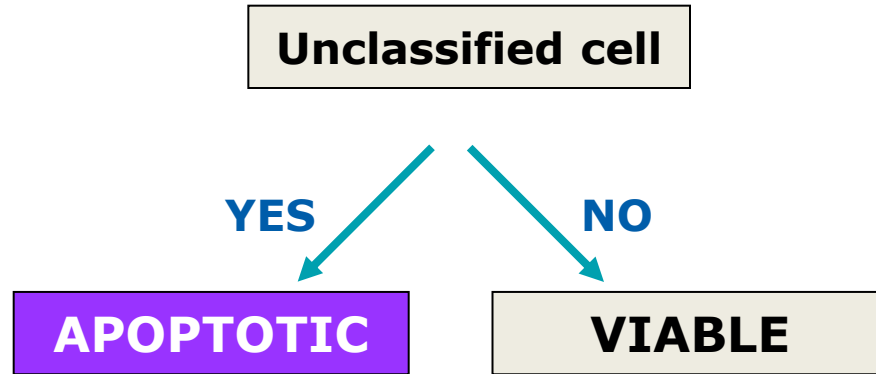 Unclassified cell
YES NO
APOPTOTIC VIABLE